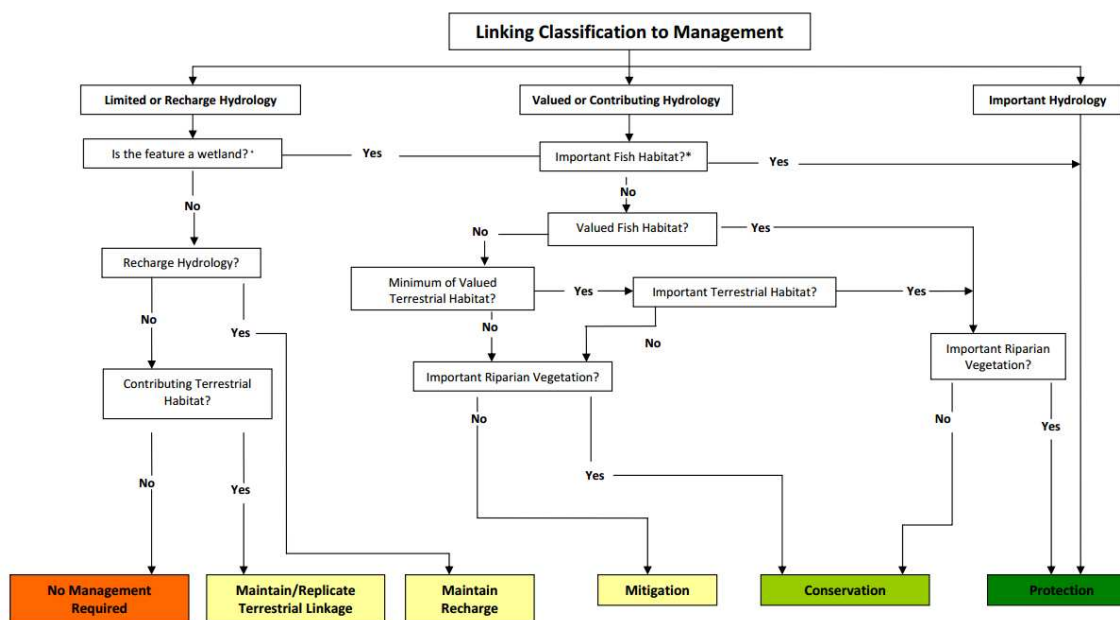 Linking Classification to Management
Limited or Recharge Hydrology
Valued or Contributing Hydrology
Important Hydrology
Is the feature a wetland? *
Yes
Important Fish Habitat?*
Yes
No
No
Valued Fish Habitat?
No
Yes
Recharge Hydrology?
Minimum of Valued
Terrestrial Habitat?
Yes
Important Terrestrial Habitat?
Yes
No
Yes
No
No
Important Riparian
Vegetation?
Contributing Terrestrial
Habitat?
Important Riparian Vegetation?
No
Yes
No
Yes
No
Yes
No Management
Required
Maintain/Replicate
Terrestrial Linkage
Maintain
Recharge
Mitigation
Conservation
Protection